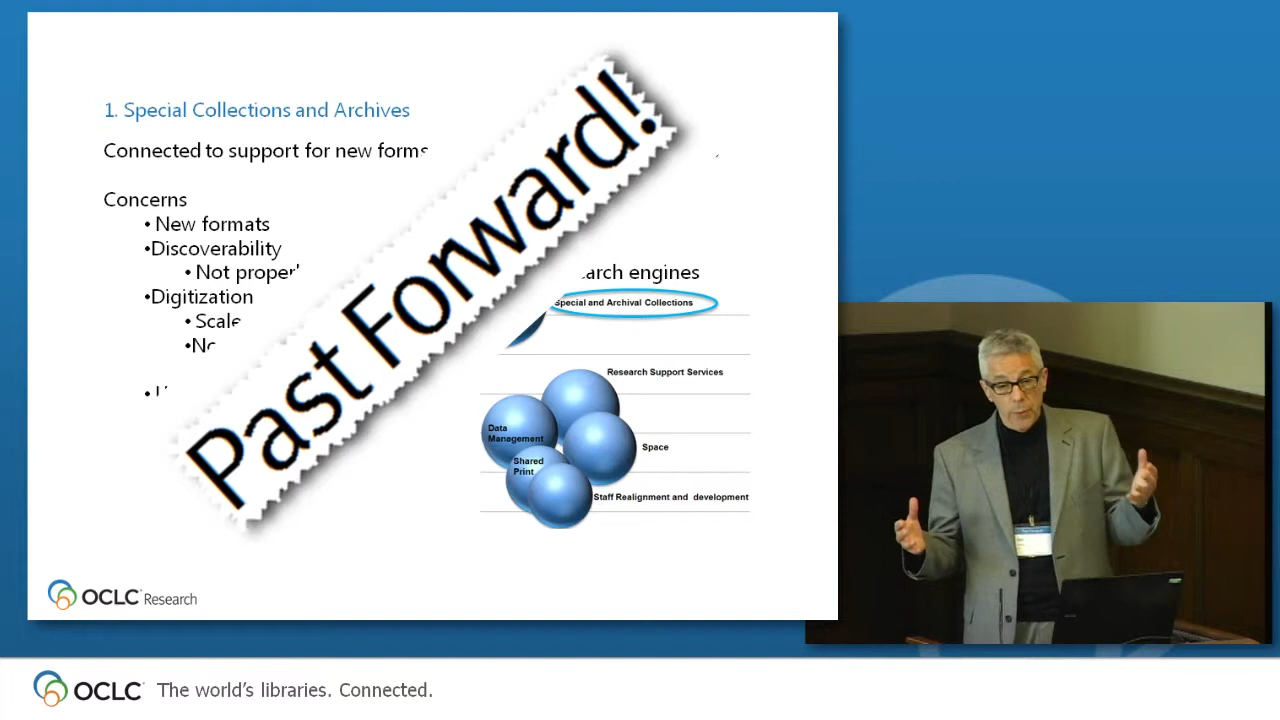 1. Special Collections and Archives
Connected to support for new forms
Concerns
• New formats
•Discoverability
• Not proper
arch engines
•Digitization
• Scale
Past Forward!
Special and Archival Collections
Research Support Services
Data
Management
Space
Shared
Print
Staff Realignment and development
OCLC Research
OCLC The world's libraries. Connected.